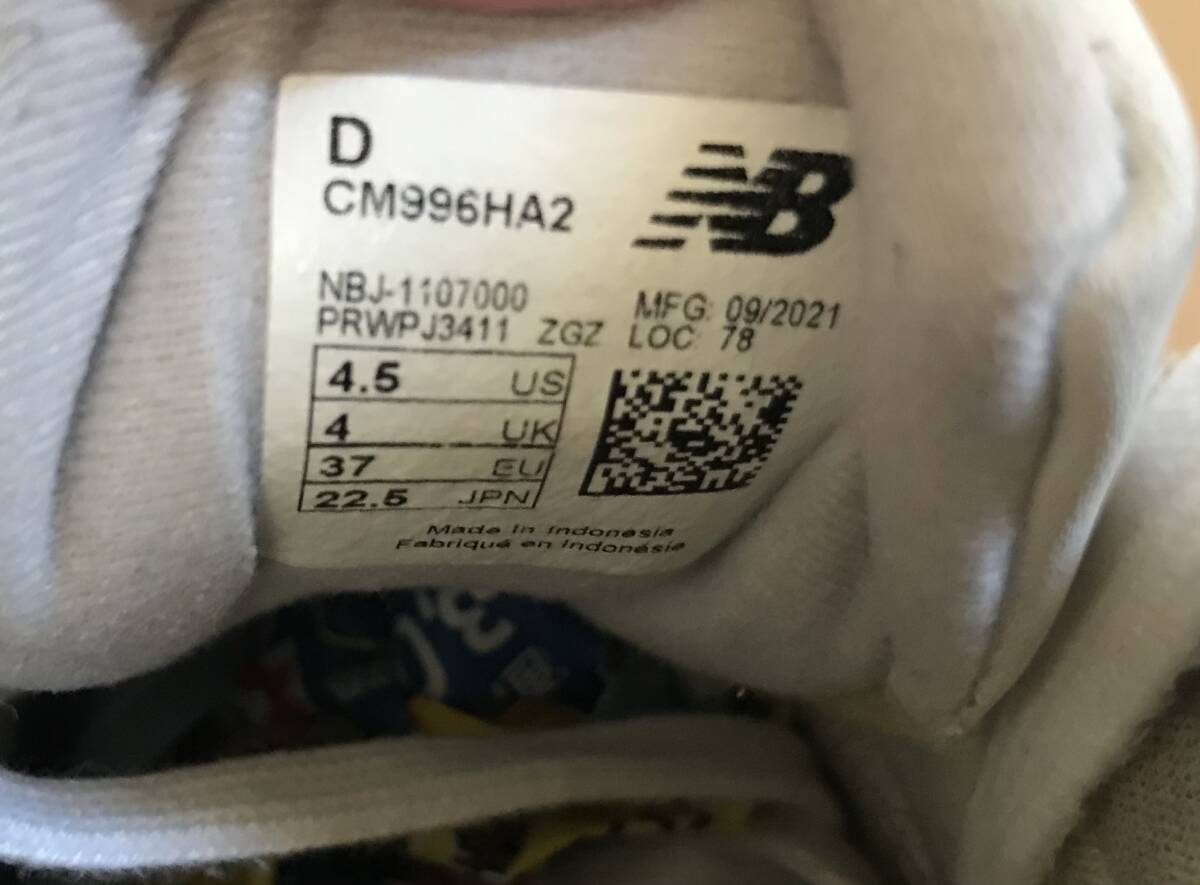 D
CM996HA2
NB
NBJ-1107000
PRWPJ3411 ZGZ
MFG: 09/2021
LOC: 78
4.5 US
4 UK
37 EU
22.5 JPN
Made in Indonesia
Fabriqué en Indonésie